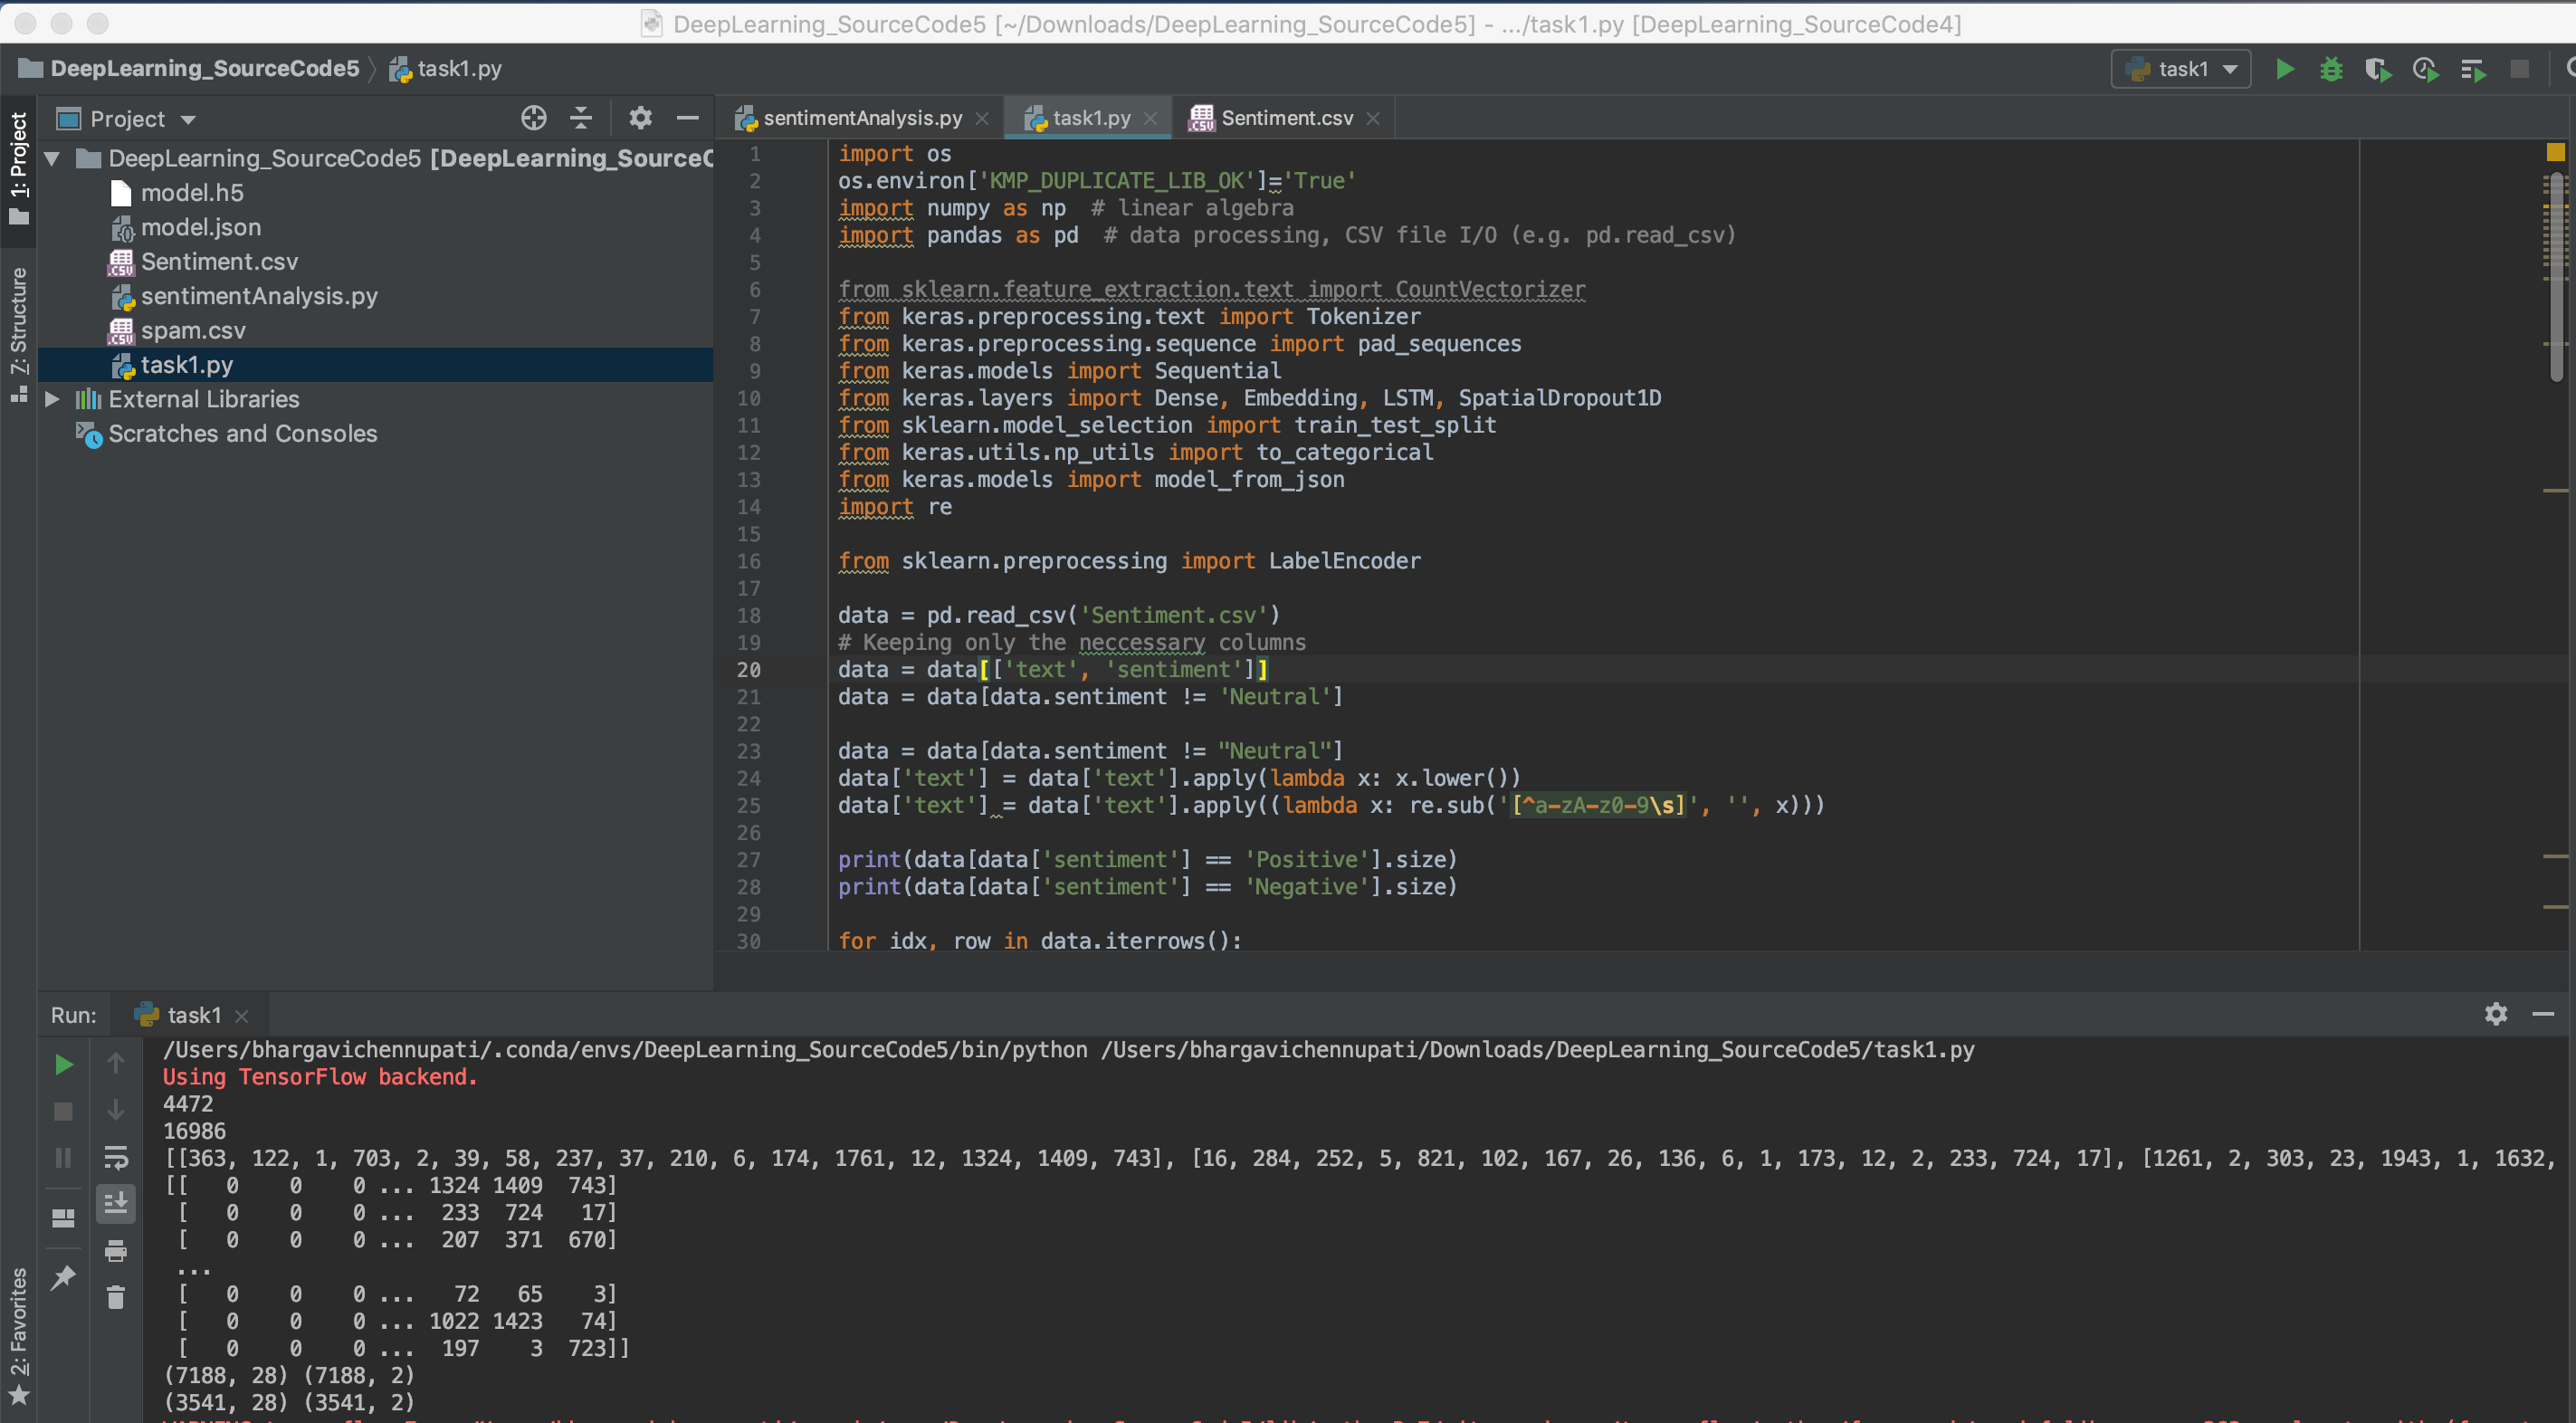 DeepLearning_SourceCode5 [~/Downloads/DeepLearning_SourceCode5] - .../task1.py [DeepLearning_SourceCode4]
DeepLearning_SourceCode5 task1.py
task1
1: Project
7: Structure
2: Favorites
Project
DeepLearning_SourceCode5 [DeepLearning_SourceC
model.h5
model.json
Sentiment.csv
sentimentAnalysis.py
spam.csv
task1.py
External Libraries
Scratches and Consoles
sentimentAnalysis.py task1.py Sentiment.csv
1 import os
2 os.environ['KMP_DUPLICATE_LIB_OK']='True'
3 import numpy as np  # linear algebra
4 import pandas as pd  # data processing, CSV file I/O (e.g. pd.read_csv)
5
6 from sklearn.feature_extraction.text import CountVectorizer
7 from keras.preprocessing.text import Tokenizer
8 from keras.preprocessing.sequence import pad_sequences
9 from keras.models import Sequential
10 from keras.layers import Dense, Embedding, LSTM, SpatialDropout1D
11 from sklearn.model_selection import train_test_split
12 from keras.utils.np_utils import to_categorical
13 from keras.models import model_from_json
14 import re
15
16 from sklearn.preprocessing import LabelEncoder
17
18 data = pd.read_csv('Sentiment.csv')
19 # Keeping only the neccessary columns
20 data = data[['text', 'sentiment']]
21 data = data[data.sentiment != 'Neutral']
22
23 data = data[data.sentiment != "Neutral"]
24 data['text'] = data['text'].apply(lambda x: x.lower())
25 data['text'] = data['text'].apply((lambda x: re.sub('[^a-zA-z0-9\s]', '', x)))
26
27 print(data[data['sentiment'] == 'Positive'].size)
28 print(data[data['sentiment'] == 'Negative'].size)
29
30 for idx, row in data.iterrows():
Run: task1
/Users/bhargavichennupati/.conda/envs/DeepLearning_SourceCode5/bin/python /Users/bhargavichennupati/Downloads/DeepLearning_SourceCode5/task1.py
Using TensorFlow backend.
4472
16986
[[363, 122, 1, 703, 2, 39, 58, 237, 37, 210, 6, 174, 1761, 12, 1324, 1409, 743], [16, 284, 252, 5, 821, 102, 167, 26, 136, 6, 1, 173, 12, 2, 233, 724, 17], [1261, 2, 303, 23, 1943, 1, 1632,
[[   0    0    0 ... 1324 1409  743]
[   0    0    0 ...  233  724   17]
[   0    0    0 ...  207  371  670]
...
[   0    0    0 ...   72   65    3]
[   0    0    0 ... 1022 1423   74]
[   0    0    0 ...  197    3  723]]
(7188, 28) (7188, 2)
(3541, 28) (3541, 2)